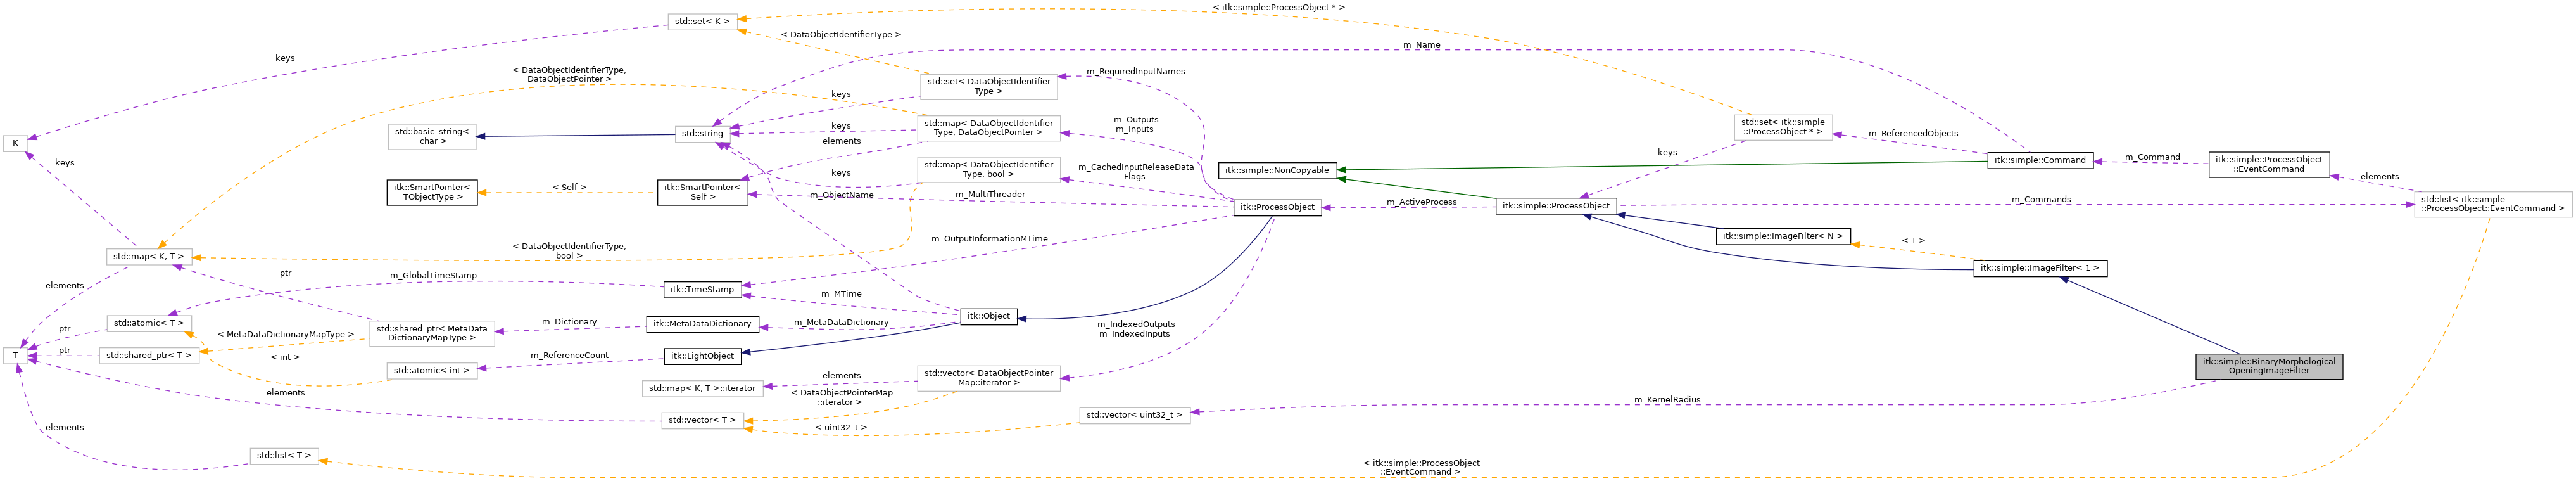 < itk::simple::ProcessObject * >
std::set< K >
< DataObjectIdentifierType >
m_Name
keys
< DataObjectIdentifierType,
DataObjectPointer >
m_RequiredInputNames
std::set< DataObjectIdentifier
Type >
keys
m_Outputs
m_Inputs
std::set< itk::simple
::ProcessObject * >
std::basic_string<
char >
std::string
keys
std::map< DataObjectIdentifier
Type, DataObjectPointer >
m_ReferencedObjects
K
elements
keys
itk::simple::Command
m_Command
itk::simple::ProcessObject
::EventCommand
keys
std::map< DataObjectIdentifier
Type, bool >
m_CachedInputReleaseData
Flags
itk::simple::NonCopyable
keys
elements
itk::SmartPointer<
TObjectType >
< Self >
itk::SmartPointer<
Self >
m_ObjectName
m_MultiThreader
itk::ProcessObject
m_ActiveProcess
itk::simple::ProcessObject
m_Commands
std::list< itk::simple
::ProcessObject::EventCommand >
itk::simple::ImageFilter< N >
< 1 >
m_OutputInformationMTime
< DataObjectIdentifierType,
bool >
std::map< K, T >
ptr
m_GlobalTimeStamp
itk::simple::ImageFilter< 1 >
elements
itk::TimeStamp
m_MTime
std::atomic< T >
ptr
< MetaDataDictionaryMapType >
std::shared_ptr< MetaData
DictionaryMapType >
m_Dictionary
itk::MetaDataDictionary
m_MetaDataDictionary
itk::Object
m_IndexedOutputs
m_IndexedInputs
T
ptr
std::shared_ptr< T >
< int >
m_ReferenceCount
itk::LightObject
std::atomic< int >
itk::simple::BinaryMorphological
OpeningImageFilter
std::map< K, T >::iterator
elements
std::vector< DataObjectPointer
Map::iterator >
elements
< DataObjectPointerMap
::iterator >
m_KernelRadius
std::vector< T >
std::vector< uint32_t >
elements
< uint32_t >
std::list< T >
< itk::simple::ProcessObject
::EventCommand >